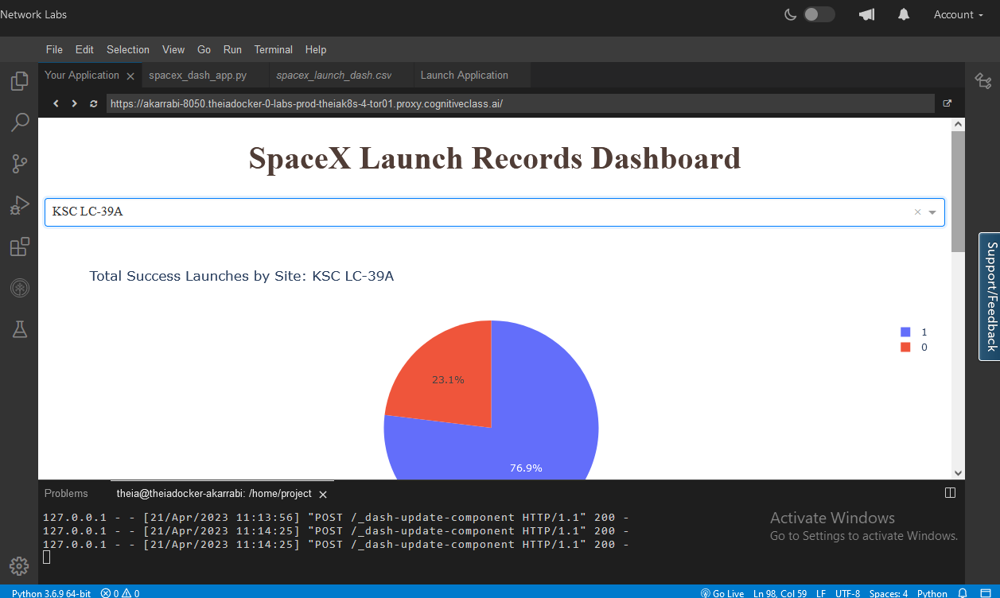 Network Labs
Account
File Edit Selection View Go Run Terminal Help
Your Application spacex_dash_app.py spacex_launch_dash.csv Launch Application
https://akarrabi-8050.theiadocker-0-labs-prod-theiak8s-4-tor01.proxy.cognitiveclass.ai/
SpaceX Launch Records Dashboard
KSC LC-39A
Total Success Launches by Site: KSC LC-39A
1
0
23.1%
76.9%
Support/Feedback
Problems theia@theiadocker-akarrabi: /home/project
127.0.0.1 - - [21/Apr/2023 11:13:56] "POST /_dash-update-component HTTP/1.1" 200 -
127.0.0.1 - - [21/Apr/2023 11:14:25] "POST /_dash-update-component HTTP/1.1" 200 -
127.0.0.1 - - [21/Apr/2023 11:14:25] "POST /_dash-update-component HTTP/1.1" 200 -
Activate Windows
Go to Settings to activate Windows.
Python 3.6.9 64-bit 0 0 Go Live Ln 98, Col 59 LF UTF-8 Spaces: 4 Python